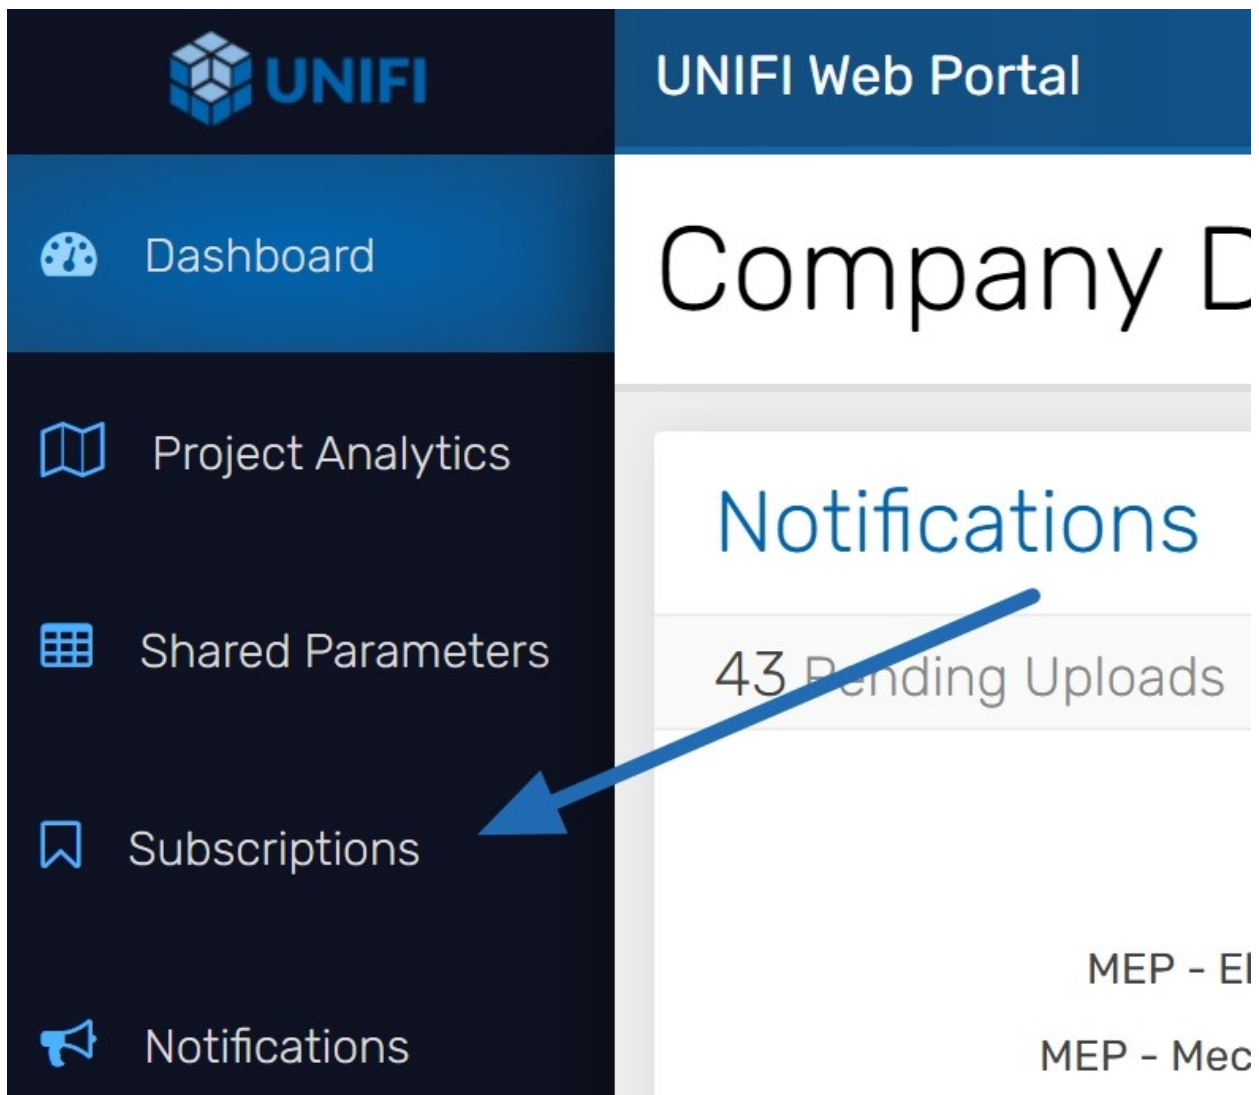 UNIFI
Dashboard
Project Analytics
Shared Parameters
Subscriptions
Notifications
UNIFI Web Portal
Company
Notifications
43 Pending Uploads
MEP -
MEP -